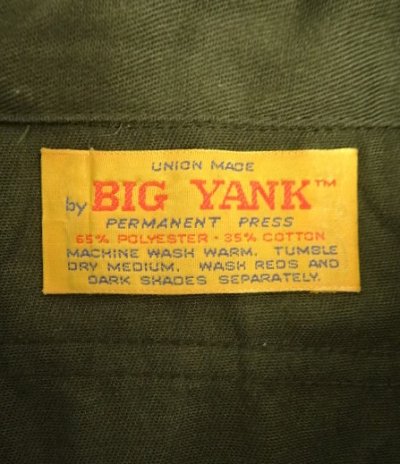 UNION MADE
by BIG YANK™
PERMANENT PRESS
65% POLYESTER - 35% COTTON
MACHINE WASH WARM. TUMBLE
DRY MEDIUM. WASH REDS AND
DARK SHADES SEPARATELY.